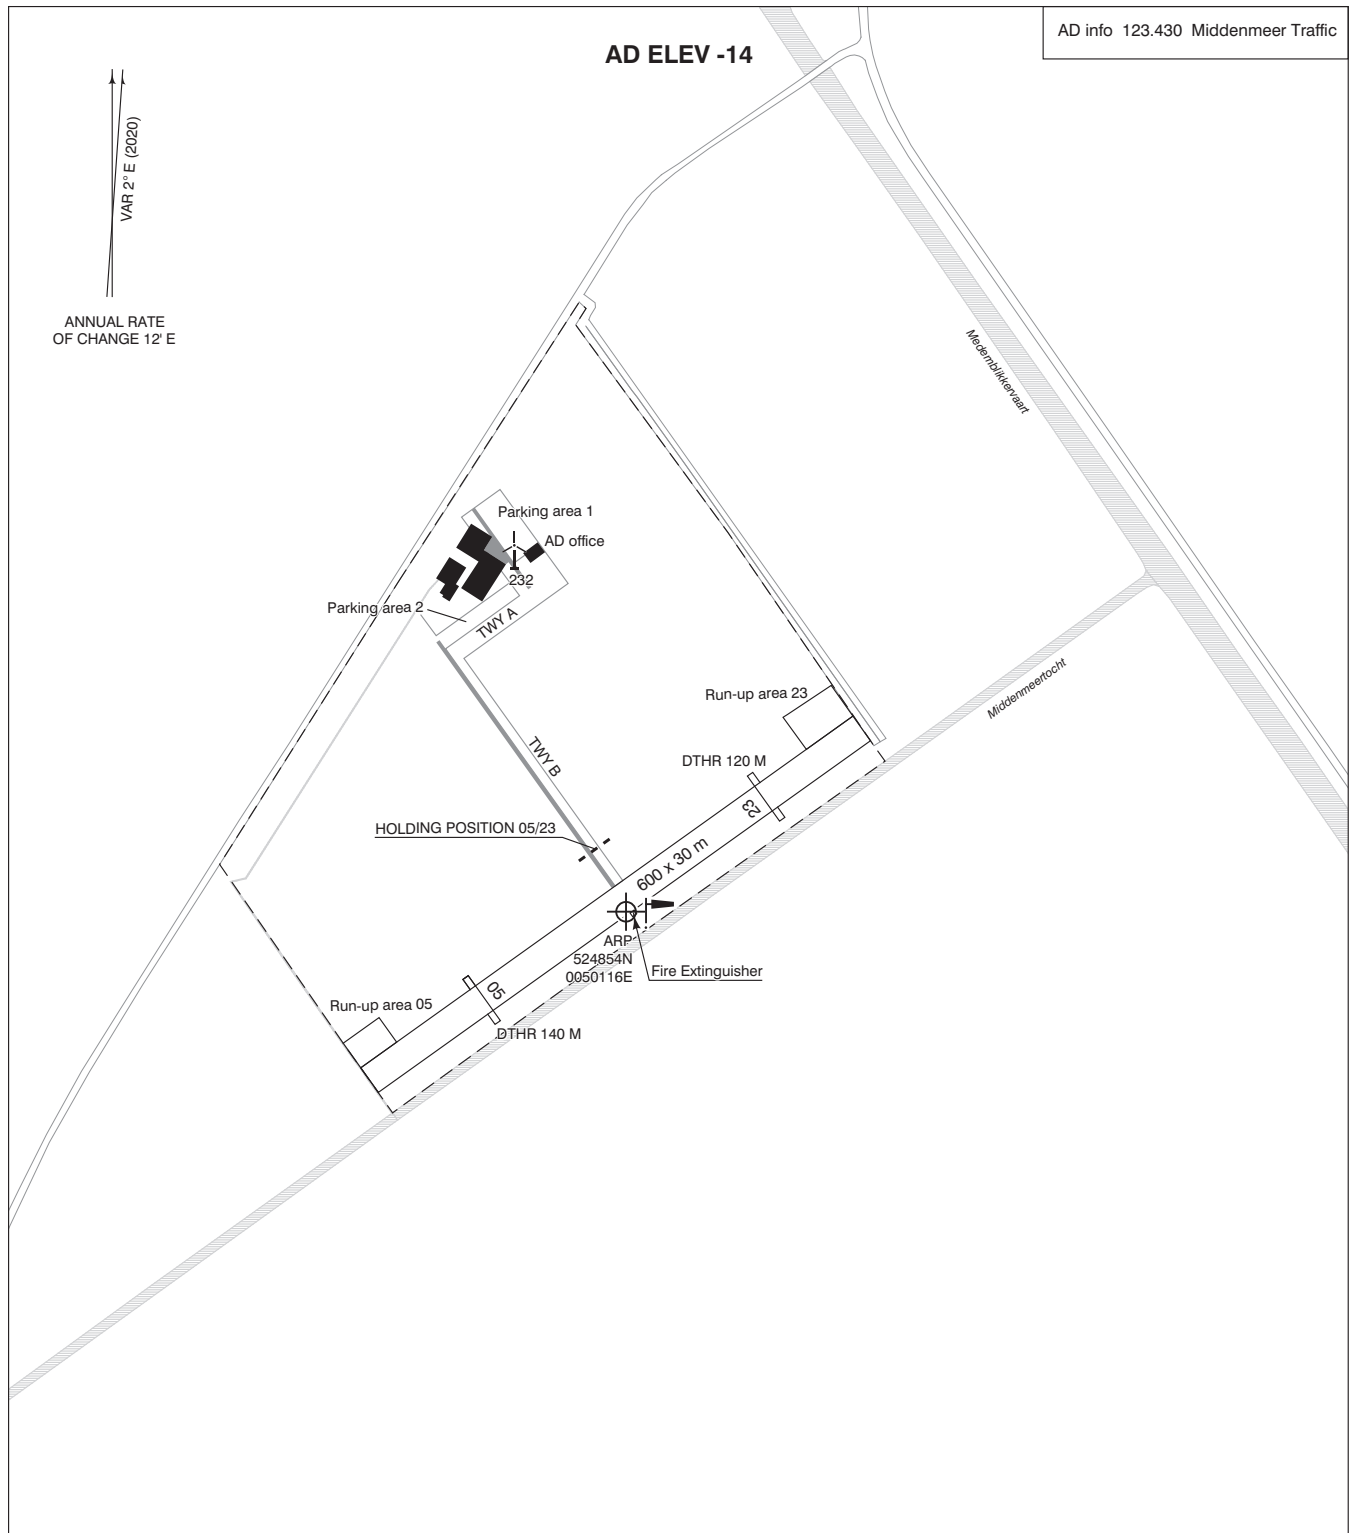 AD info 123.430 Middenmeer Traffic
AD ELEV -14
VAR 2° E (2020)
ANNUAL RATE
OF CHANGE 12' E
Medemblikkervaart
Parking area 1
AD office
232
Parking area 2
TWY A
Middenmeertocht
Run-up area 23
TWY B
DTHR 120 M
23
HOLDING POSITION 05/23
600 x 30 m
ARP
524854N
0050116E
Fire Extinguisher
05
Run-up area 05
DTHR 140 M